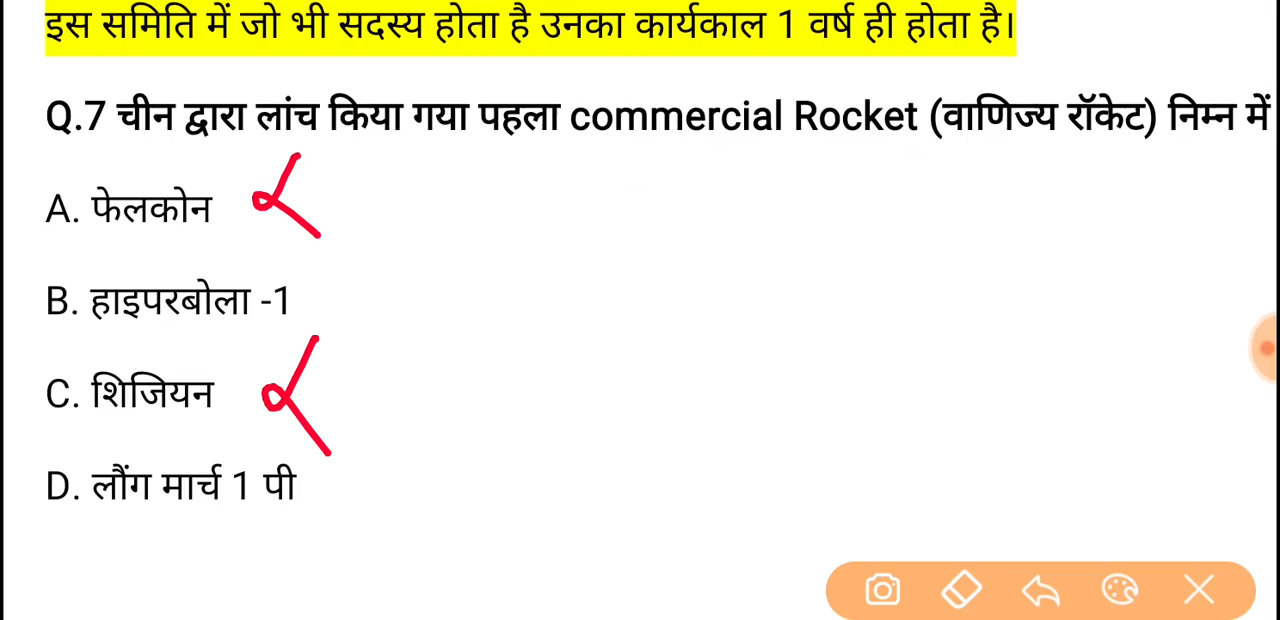 इस समिति में जो भी सदस्य होता है उनका कार्यकाल 1 वर्ष ही होता है।
Q.7 चीन द्वारा लांच किया गया पहला commercial Rocket (वाणिज्य रॉकेट) निम्न में
A. फेलकोन
B. हाइपरबोला -1
C. शिजियन
D. लौंग मार्च 1 पी